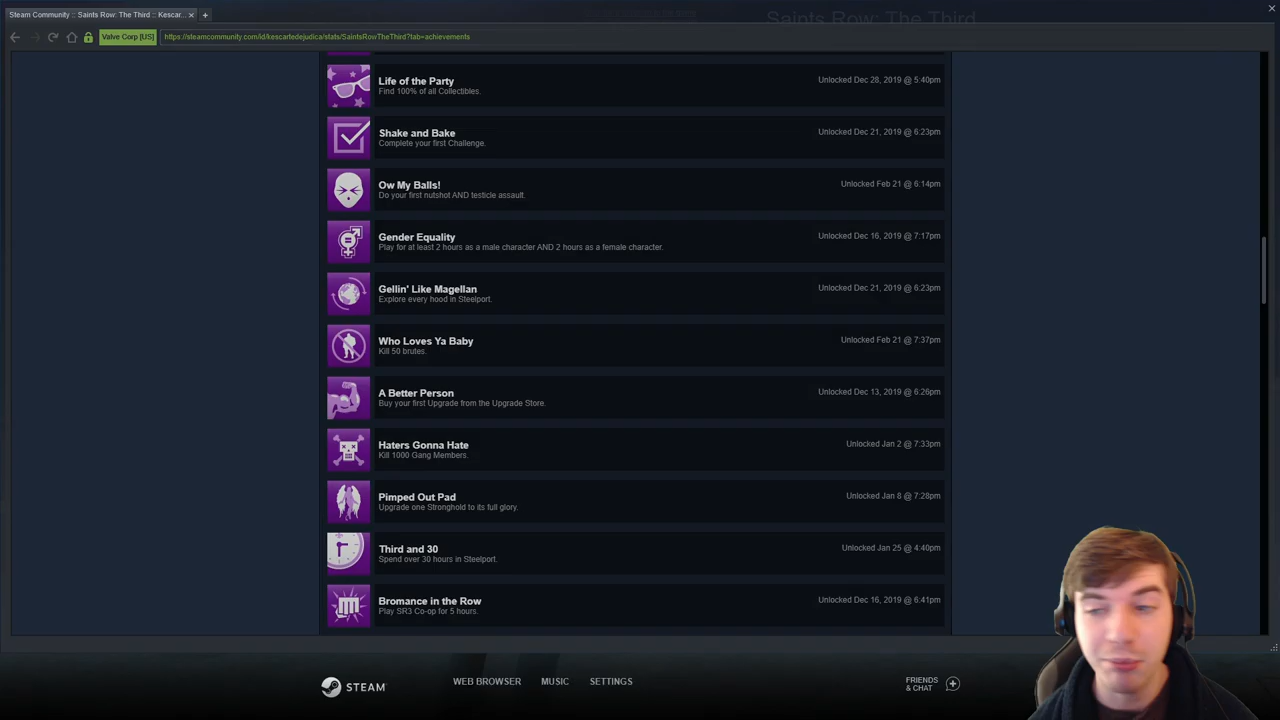 Saints Row: The Third
Steam Community :: Saints Row: The Third :: Kescar...
Valve Corp [US]
https://steamcommunity.com/id/kescartedejudica/stats/SaintsRowTheThird?tab=achievements
Life of the Party
Unlocked Dec 28, 2019 @ 5:40pm
Find 100% of all Collectibles.
Shake and Bake
Unlocked Dec 21, 2019 @ 6:23pm
Complete your first Challenge.
Ow My Balls!
Unlocked Feb 21 @ 6:14pm
Do your first nutshot AND testicle assault.
Gender Equality
Unlocked Dec 16, 2019 @ 7:17pm
Play for at least 2 hours as a male character AND 2 hours as a female character.
Gellin' Like Magellan
Unlocked Dec 21, 2019 @ 6:23pm
Explore every hood in Steelport.
Who Loves Ya Baby
Unlocked Feb 21 @ 7:37pm
Kill 50 brutes.
A Better Person
Unlocked Dec 13, 2019 @ 6:26pm
Buy your first Upgrade from the Upgrade Store.
Haters Gonna Hate
Unlocked Jan 2 @ 7:33pm
Kill 1000 Gang Members.
Pimped Out Pad
Unlocked Jan 8 @ 7:28pm
Upgrade one Stronghold to its full glory.
Third and 30
Unlocked Jan 25 @ 4:40pm
Spend over 30 hours in Steelport.
Bromance in the Row
Unlocked Dec 16, 2019 @ 6:41pm
Play SR3 Co-op for 5 hours.
STEAM
WEB BROWSER
MUSIC
SETTINGS
FRIENDS
& CHAT